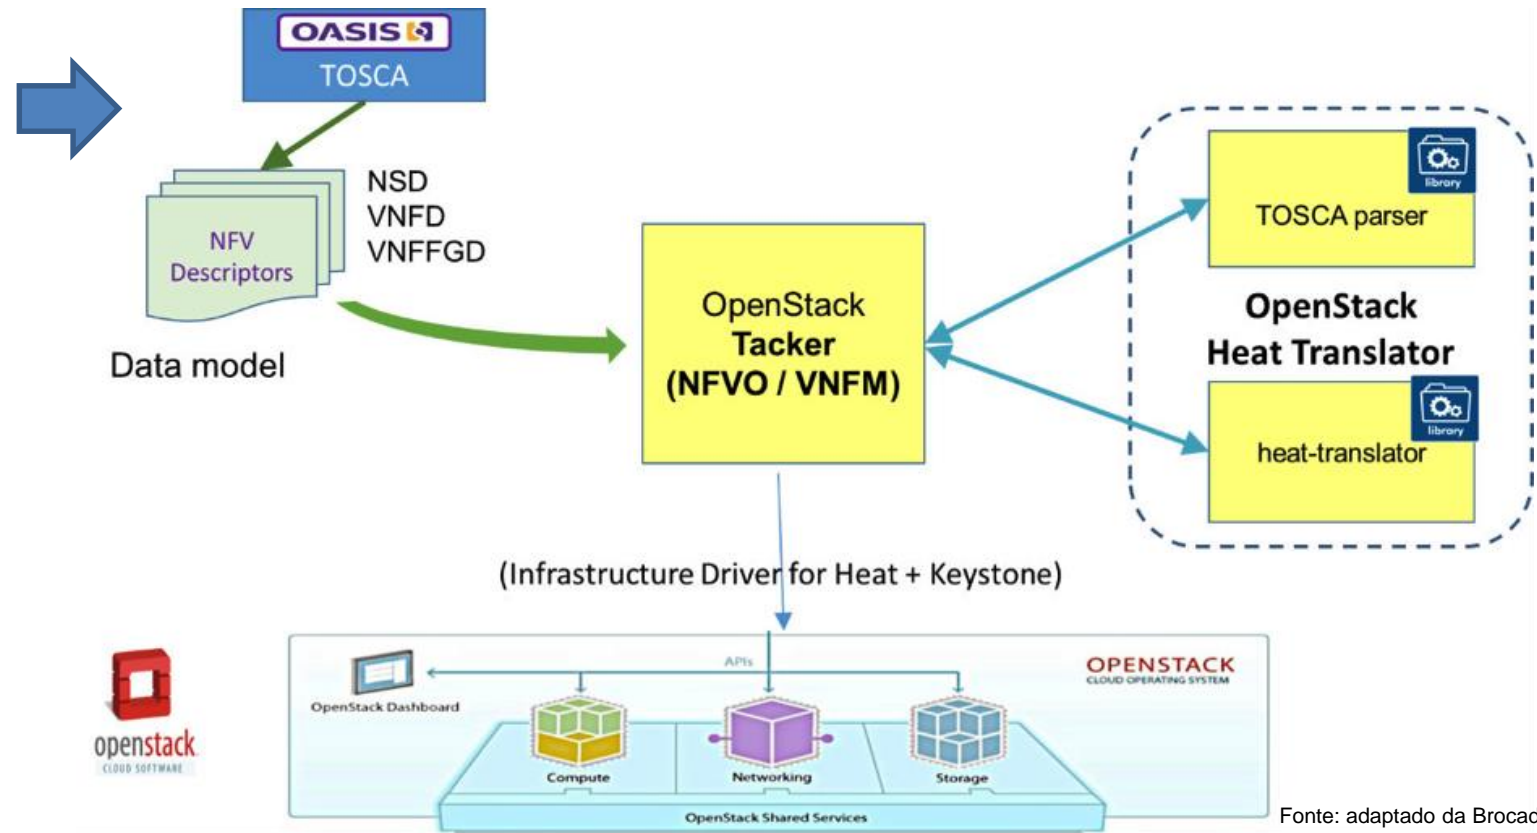 OASIS
TOSCA
NSD
VNFD
VNFFGD
NFV
Descriptors
Data model
OpenStack
Tacker
(NFVO / VNFM)
library
TOSCA parser
OpenStack
Heat Translator
library
heat-translator
(Infrastructure Driver for Heat + Keystone)
openstack
CLOUD SOFTWARE
OpenStack Dashboard
APIs
OPENSTACK
CLOUD OPERATING SYSTEM
Compute
Networking
Storage
OpenStack Shared Services
Fonte: adaptado da Brocad